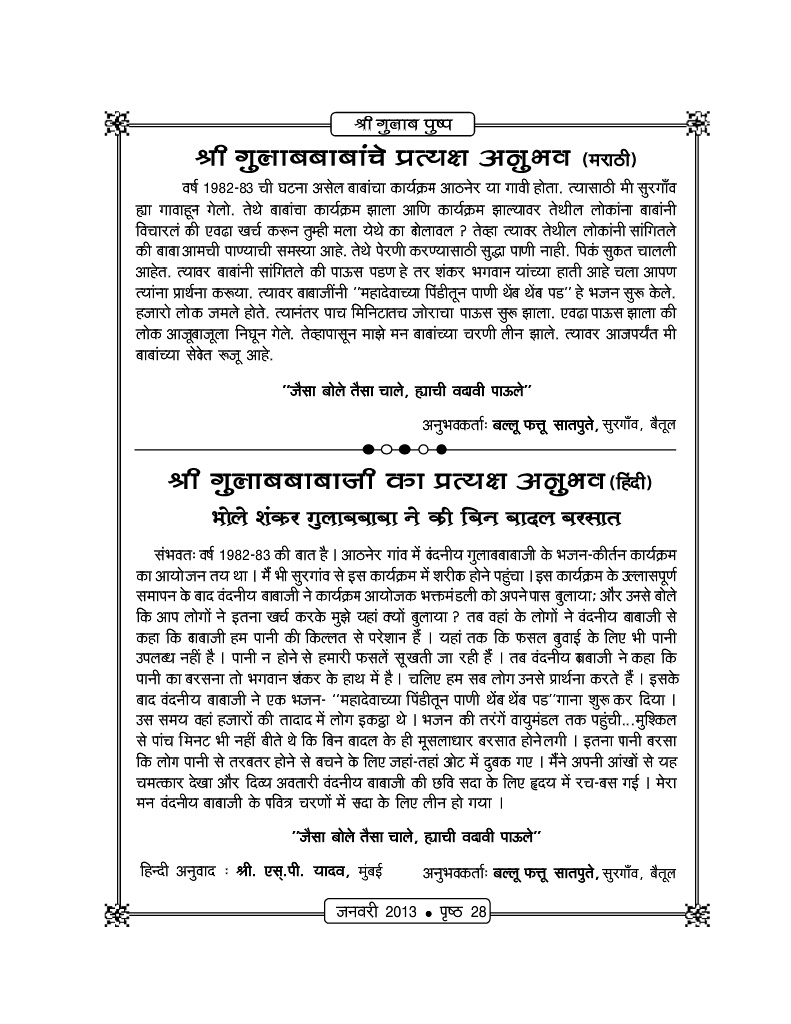 श्री गुलाब पुष्प
श्री गुलाबबाबांचे प्रत्यक्ष अनुभव (मराठी)
वर्ष 1982-83 ची घटना असेल बाबांचा कार्यक्रम आठनेर या गावी होता. त्यासाठी मी सुरगाँव
ह्या गावाहून गेलो. तेथे बाबांचा कार्यक्रम झाला आणि कार्यक्रम झाल्यावर तेथील लोकांना बाबांनी
विचारलं की एवढा खर्च करून तुम्ही मला येथे का बोलावल ? तेव्हा त्यावर तेथील लोकांनी सांगितले
की बाबा आमची पाण्याची समस्या आहे. तेथे पेरणी करण्यासाठी सुद्धा पाणी नाही. पिकं सुकत चालली
आहेत. त्यावर बाबांनी सांगितले की पाऊस पडण हे तर शंकर भगवान यांच्या हाती आहे चला आपण
त्यांना प्रार्थना करूया. त्यावर बाबाजींनी "महादेवाच्या पिंडीतून पाणी थेंब थेंब पड" हे भजन सुरू केले.
हजारो लोक जमले होते. त्यानंतर पाच मिनिटातच जोराचा पाऊस सुरू झाला. एवढा पाऊस झाला की
लोक आजूबाजूला निघून गेले. तेव्हापासून माझे मन बाबांच्या चरणी लीन झाले. त्यावर आजपर्यंत मी
बाबांच्या सेवेत रूजू आहे.
"जैसा बोले तैसा चाले, ह्याची वदावी पाऊले"
अनुभवकर्ताः बल्लू फत्तू सातपुते, सुरगाँव, बैतूल
श्री गुलाबबाबाजी का प्रत्यक्ष अनुभव (हिंदी)
भोले शंकर गुलाबबाबा ने की बिन बादल बरसात
संभवतः वर्ष 1982-83 की बात है । आठनेर गांव में वंदनीय गुलाबबाबाजी के भजन-कीर्तन कार्यक्रम
का आयोजन तय था । मैं भी सुरगांव से इस कार्यक्रम में शरीक होने पहुंचा । इस कार्यक्रम के उल्लासपूर्ण
समापन के बाद वंदनीय बाबाजी ने कार्यक्रम आयोजक भक्तमंडली को अपने पास बुलाया; और उनसे बोले
कि आप लोगों ने इतना खर्च करके मुझे यहां क्यों बुलाया ? तब वहां के लोगों ने वंदनीय बाबाजी से
कहा कि बाबाजी हम पानी की किल्लत से परेशान हैं । यहां तक कि फसल बुवाई के लिए भी पानी
उपलब्ध नहीं है । पानी न होने से हमारी फसलें सूखती जा रही हैं । तब वंदनीय बाबाजी ने कहा कि
पानी का बरसना तो भगवान शंकर के हाथ में है । चलिए हम सब लोग उनसे प्रार्थना करते हैं । इसके
बाद वंदनीय बाबाजी ने एक भजन- "महादेवाच्या पिंडीतून पाणी थेंब थेंब पड"गाना शुरू कर दिया ।
उस समय वहां हजारों की तादाद में लोग इकट्ठा थे । भजन की तरंगें वायुमंडल तक पहुंची...मुश्किल
से पांच मिनट भी नहीं बीते थे कि बिन बादल के ही मूसलाधार बरसात होने लगी । इतना पानी बरसा
कि लोग पानी से तरबतर होने से बचने के लिए जहां-तहां ओट में दुबक गए । मैंने अपनी आंखों से यह
चमत्कार देखा और दिव्य अवतारी वंदनीय बाबाजी की छवि सदा के लिए हृदय में रच-बस गई । मेरा
मन वंदनीय बाबाजी के पवित्र चरणों में सदा के लिए लीन हो गया ।
"जैसा बोले तैसा चाले, ह्याची वदावी पाऊले"
हिन्दी अनुवाद : श्री. एस्.पी. यादव, मुंबई अनुभवकर्ताः बल्लू फत्तू सातपुते, सुरगाँव, बैतूल
जनवरी 2013 • पृष्ठ 28